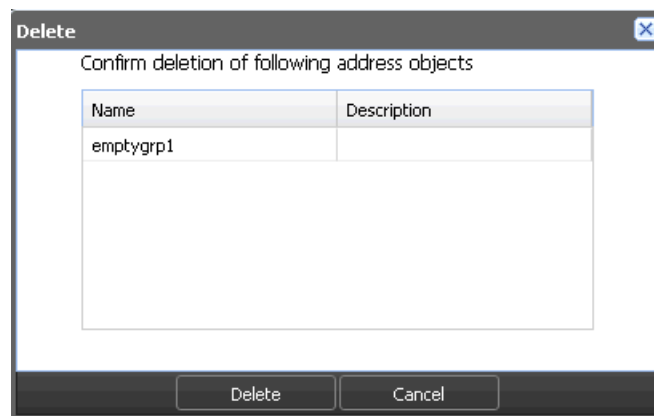 Delete
Confirm deletion of following address objects
Name Description
emptygrp1
Delete Cancel